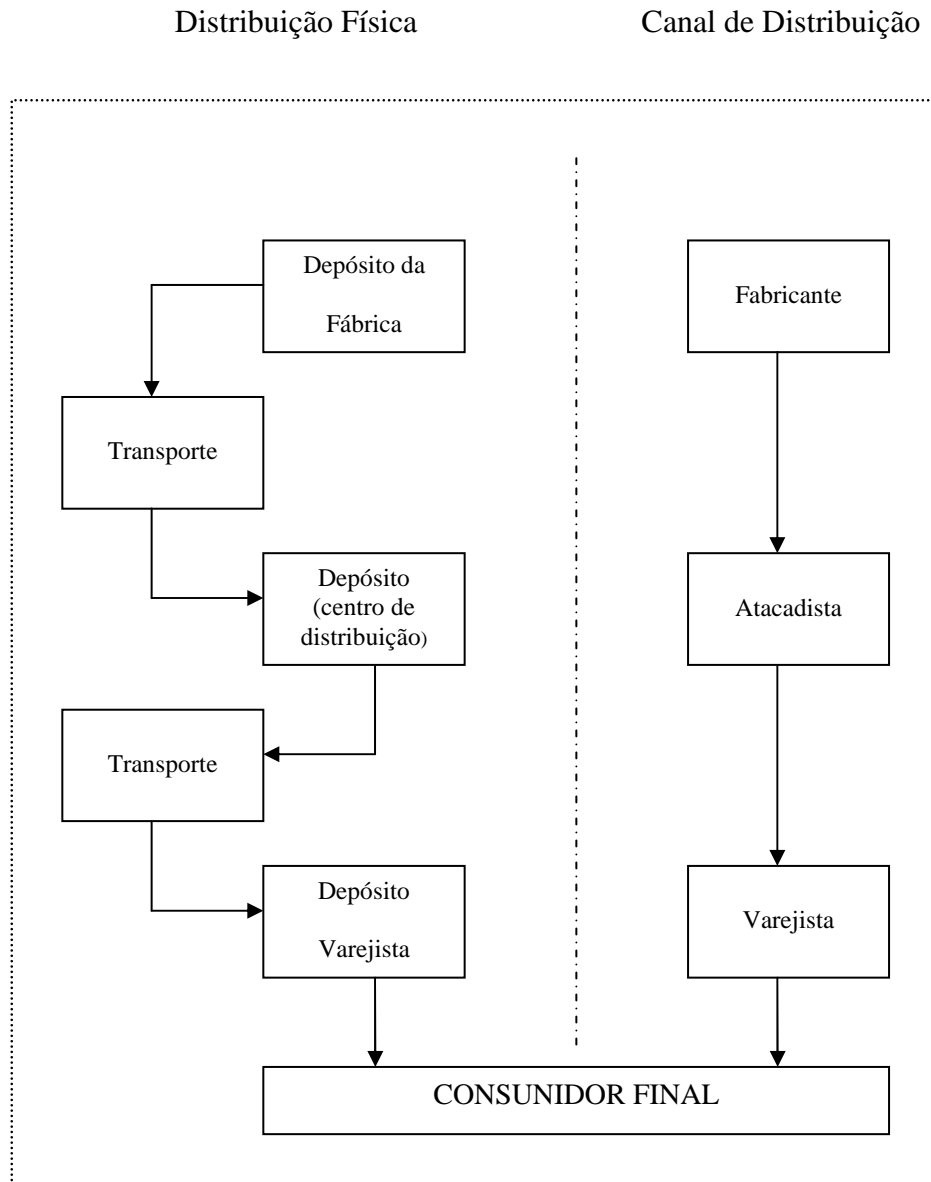 Distribuição Física
Canal de Distribuição
Depósito da
Fábrica
Fabricante
Transporte
Depósito
(centro de
distribuição)
Atacadista
Transporte
Depósito
Varejista
Varejista
CONSUNIDOR FINAL